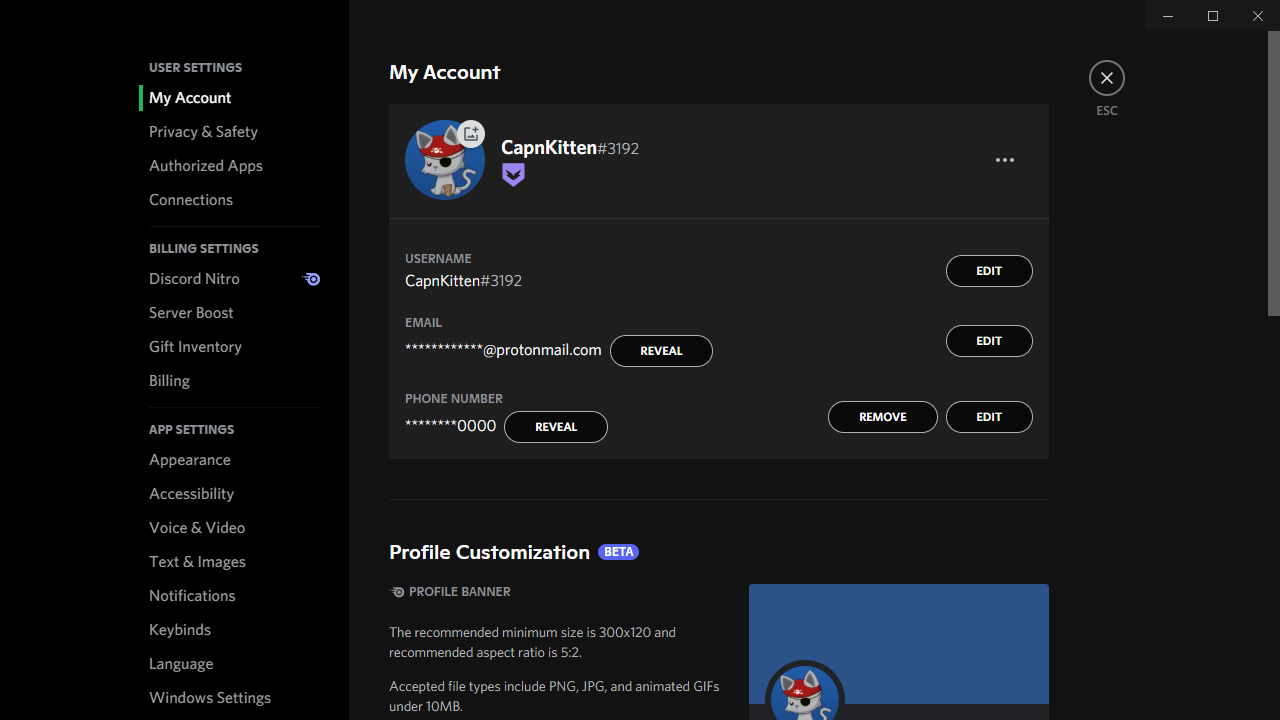 USER SETTINGS
My Account
Privacy & Safety
Authorized Apps
Connections
BILLING SETTINGS
Discord Nitro
Server Boost
Gift Inventory
Billing
APP SETTINGS
Appearance
Accessibility
Voice & Video
Text & Images
Notifications
Keybinds
Language
Windows Settings
My Account
ESC
CapnKitten#3192
USERNAME
CapnKitten#3192
EDIT
EMAIL
************@protonmail.com REVEAL
EDIT
PHONE NUMBER
********0000 REVEAL
REMOVE EDIT
Profile Customization BETA
PROFILE BANNER
The recommended minimum size is 300x120 and
recommended aspect ratio is 5:2.
Accepted file types include PNG, JPG, and animated GIFs
under 10MB.